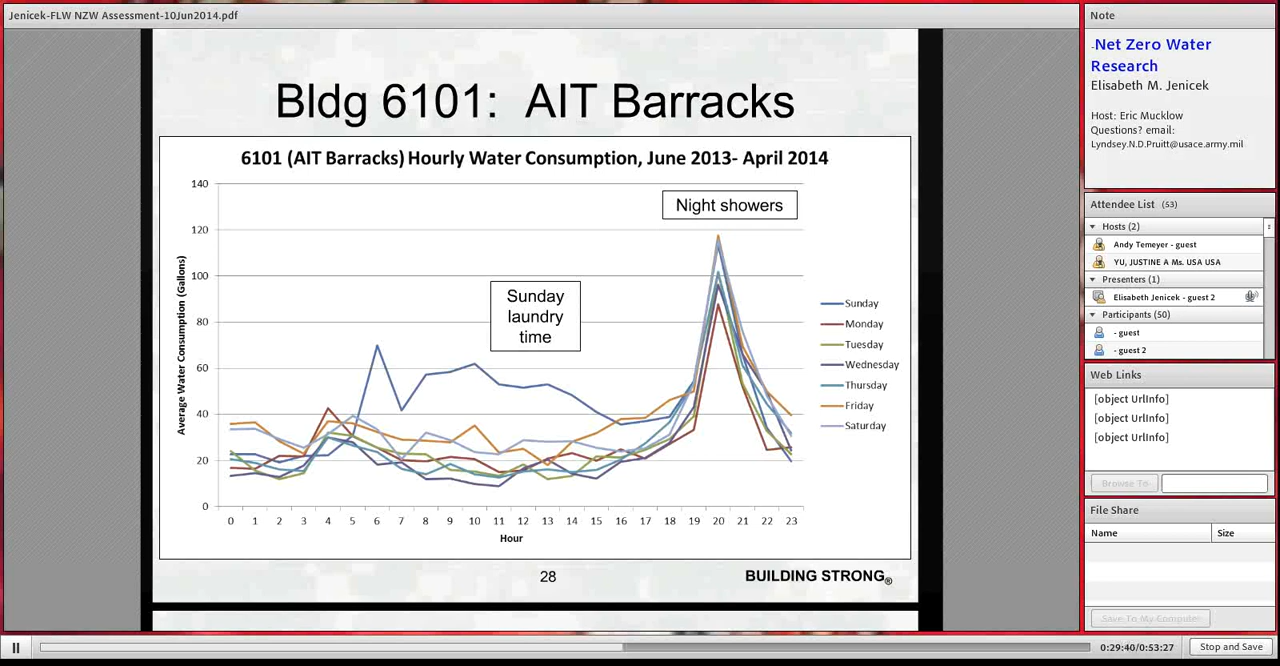 Jenicek-FLW NZW Assessment-10Jun2014.pdf
Bldg 6101: AIT Barracks
6101 (AIT Barracks) Hourly Water Consumption, June 2013- April 2014
Average Water Consumption (Gallons)
140
120
100
80
60
40
20
0
Night showers
Sunday
laundry
time
Sunday
Monday
Tuesday
Wednesday
Thursday
Friday
Saturday
0 1 2 3 4 5 6 7 8 9 10 11 12 13 14 15 16 17 18 19 20 21 22 23
Hour
28
BUILDING STRONG®
Note
-Net Zero Water
Research
Elisabeth M. Jenicek
Host: Eric Mucklow
Questions? email:
Lyndsey.N.D.Pruitt@usace.army.mil
Attendee List (53)
Hosts (2)
Andy Temeyer - guest
YU, JUSTINE A Ms. USA USA
Presenters (1)
Elisabeth Jenicek - guest 2
Participants (50)
- guest
- guest 2
Web Links
[object UrlInfo]
[object UrlInfo]
[object UrlInfo]
Browse To
File Share
Name Size
Save To My Compute
0:29:40/0:53:27
Stop and Save